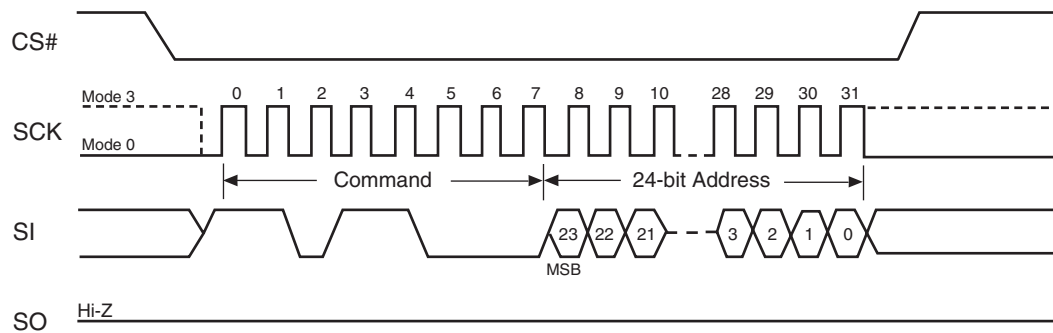 CS#
Mode 3
0 1 2 3 4 5 6 7 8 9 10 28 29 30 31
SCK
Mode 0
Command 24-bit Address
SI 23 22 21 3 2 1 0
MSB
Hi-Z
SO